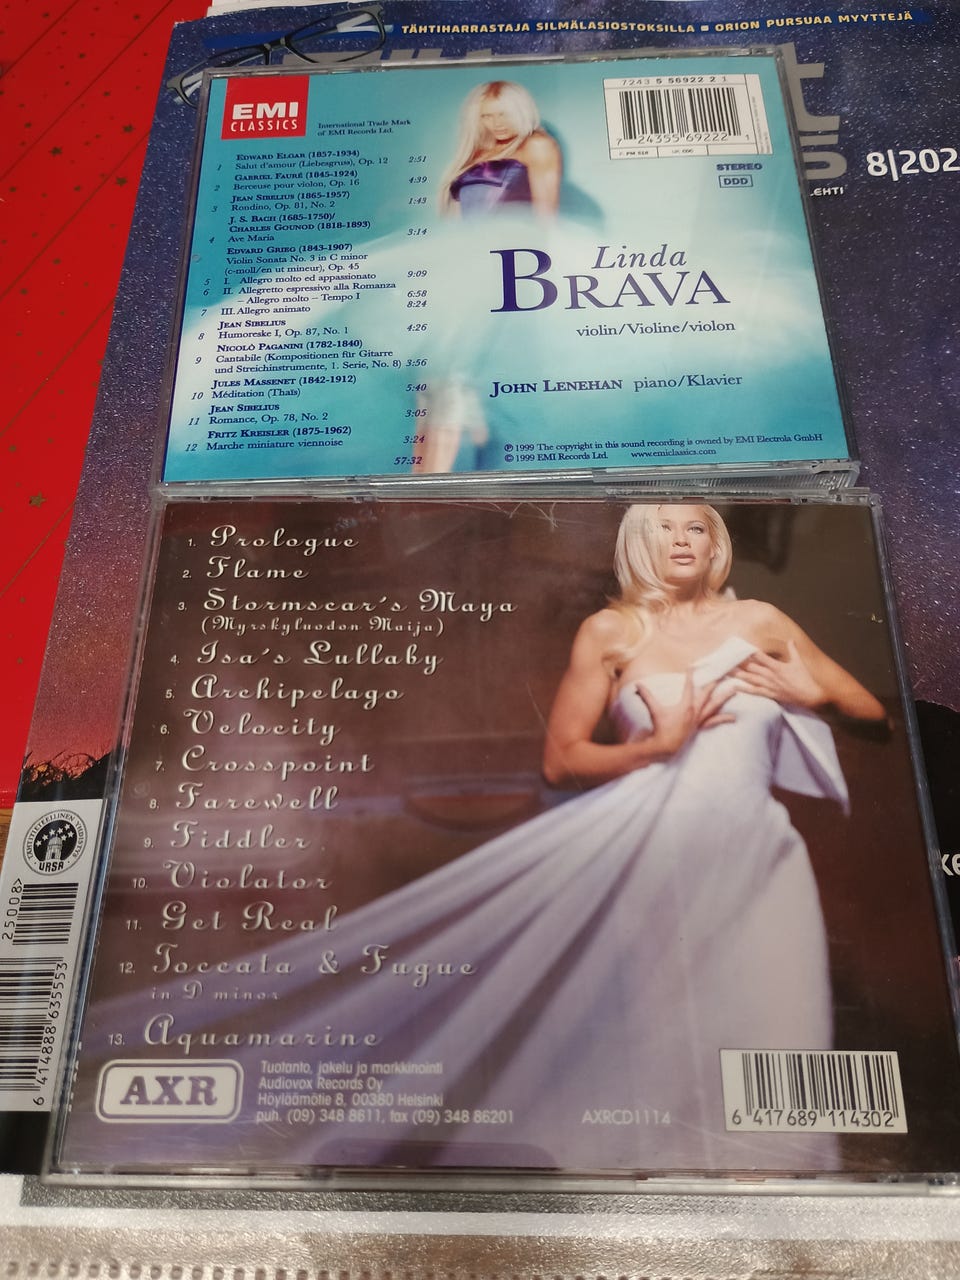 TÄHTIHARRASTAJA SILMÄLASIOSTOKSILLA ■ ORION PURSUAA MYYTTEJÄ
8|202
LEHTI
EMI
CLASSICS
International Trade Mark
of EMI Records Ltd.
7243 5 56922 2 1
7 24355 69222 1
STEREO
DDD
EDWARD ELGAR (1857-1934)
1 Salut d'amour (Liebesgruss), Op. 12 2:51
GABRIEL FAURÉ (1845-1924)
2 Berceuse pour violon, Op. 16 4:39
JEAN SIBELIUS (1865-1957)
3 Rondino, Op. 81, No. 2 1:43
J. S. BACH (1685-1750)/
CHARLES GOUNOD (1818-1893)
4 Ave Maria 3:14
EDVARD GRIEG (1843-1907)
Violin Sonata No. 3 in C minor
(c-moll/en ut mineur), Op. 45
5 I. Allegro molto ed appassionato 9:09
6 II. Allegretto espressivo alla Romanza
– Allegro molto – Tempo I 6:58
7 III. Allegro animato 8:24
JEAN SIBELIUS
8 Humoreske I, Op. 87, No. 1 4:26
NICOLÒ PAGANINI (1782-1840)
9 Cantabile (Kompositionen für Gitarre
und Streichinstrumente, 1. Serie, No. 8) 3:56
JULES MASSENET (1842-1912)
10 Méditation (Thaïs) 5:40
JEAN SIBELIUS
11 Romance, Op. 78, No. 2 3:05
FRITZ KREISLER (1875-1962)
12 Marche miniature viennoise 3:24
57:32
Linda
BRAVA
violin/Violine/violon
JOHN LENEHAN piano/Klavier
℗ 1999 The copyright in this sound recording is owned by EMI Electrola GmbH
© 1999 EMI Records Ltd. www.emiclassics.com
1. Prologue
2. Flame
3. Stormscar's Maya
(Myrskyluodon Maija)
4. Isa's Lullaby
5. Archipelago
6. Velocity
7. Crosspoint
8. Farewell
9. Fiddler
10. Violator
11. Get Real
12. Toccata & Fugue
in D minor
13. Aquamarine
AXR
Tuotanto, jakelu ja markkinointi
Audiovox Records Oy
Höyläämötie 8, 00380 Helsinki
puh. (09) 348 8611, fax (09) 348 86201
AXRCD1114
6 417689 114302
TÄHTITIETEELLINEN YHDISTYS
URSA
25008>
6 414888 635553